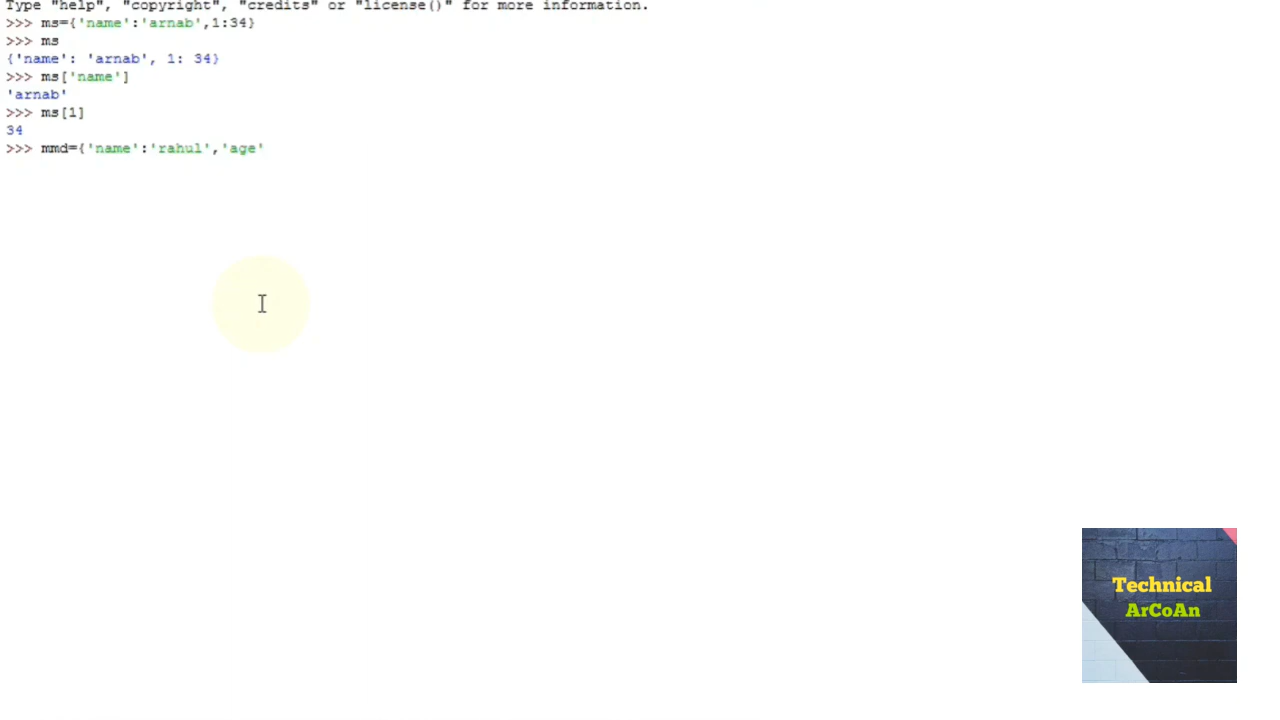 Type "help", "copyright", "credits" or "license()" for more information.
>>> ms={'name':'arnab',1:34}
>>> ms
{'name': 'arnab', 1: 34}
>>> ms['name']
'arnab'
>>> ms[1]
34
>>> mmd={'name':'rahul','age'
Technical
ArCoAn